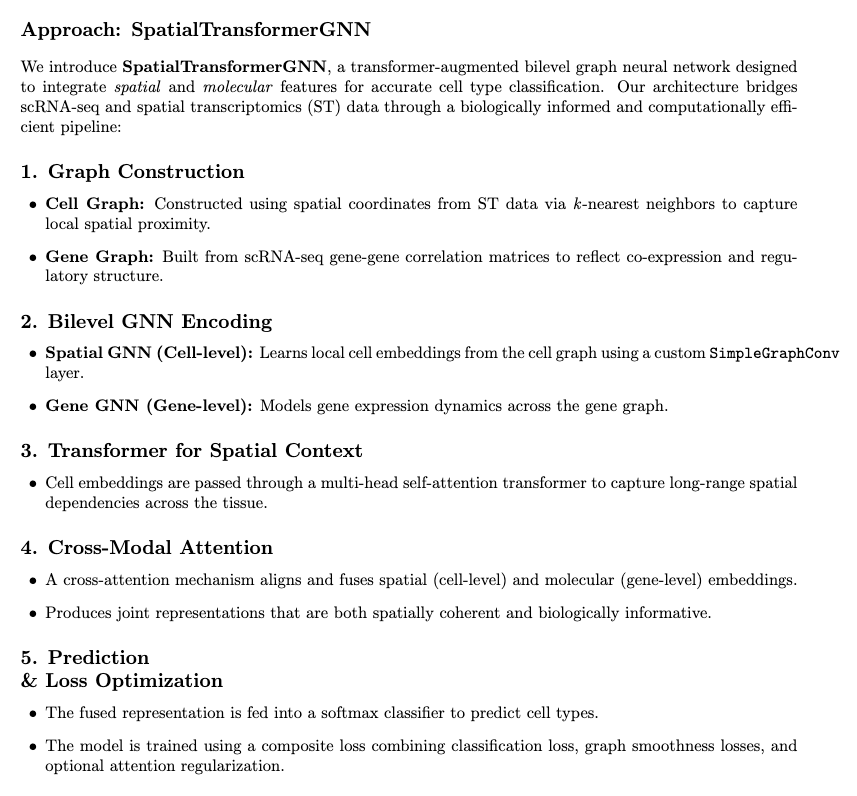 Approach: SpatialTransformerGNN
We introduce SpatialTransformerGNN, a transformer-augmented bilevel graph neural network designed
to integrate spatial and molecular features for accurate cell type classification. Our architecture bridges
scRNA-seq and spatial transcriptomics (ST) data through a biologically informed and computationally effi-
cient pipeline:
1. Graph Construction
• Cell Graph: Constructed using spatial coordinates from ST data via k-nearest neighbors to capture
local spatial proximity.
• Gene Graph: Built from scRNA-seq gene-gene correlation matrices to reflect co-expression and regu-
latory structure.
2. Bilevel GNN Encoding
• Spatial GNN (Cell-level): Learns local cell embeddings from the cell graph using a custom SimpleGraphConv
layer.
• Gene GNN (Gene-level): Models gene expression dynamics across the gene graph.
3. Transformer for Spatial Context
• Cell embeddings are passed through a multi-head self-attention transformer to capture long-range spatial
dependencies across the tissue.
4. Cross-Modal Attention
• A cross-attention mechanism aligns and fuses spatial (cell-level) and molecular (gene-level) embeddings.
• Produces joint representations that are both spatially coherent and biologically informative.
5. Prediction
& Loss Optimization
• The fused representation is fed into a softmax classifier to predict cell types.
• The model is trained using a composite loss combining classification loss, graph smoothness losses, and
optional attention regularization.